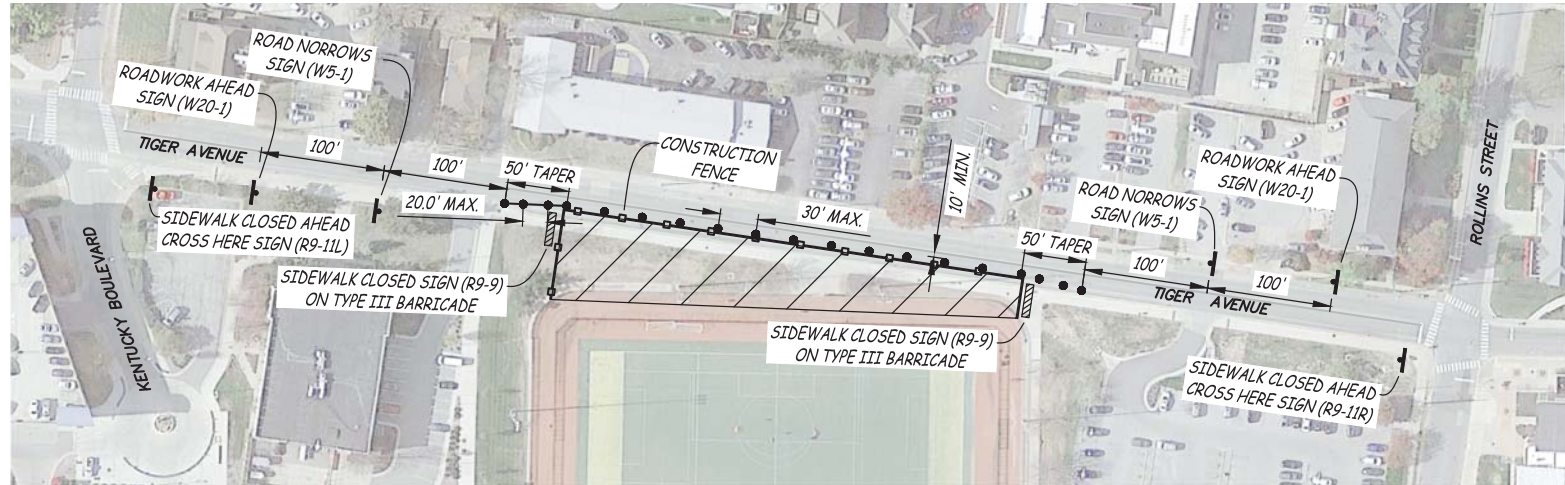 ROAD NORROWS
SIGN (W5-1)
ROADWORK AHEAD
SIGN (W20-1)
TIGER AVENUE
100'
100'
50' TAPER
CONSTRUCTION
FENCE
20.0' MAX.
30' MAX.
10' MIN.
SIDEWALK CLOSED AHEAD
CROSS HERE SIGN (R9-11L)
KENTUCKY BOULEVARD
SIDEWALK CLOSED SIGN (R9-9)
ON TYPE III BARRICADE
SIDEWALK CLOSED SIGN (R9-9)
ON TYPE III BARRICADE
50' TAPER
100'
ROAD NORROWS
SIGN (W5-1)
ROADWORK AHEAD
SIGN (W20-1)
100'
TIGER AVENUE
ROLLINS STREET
SIDEWALK CLOSED AHEAD
CROSS HERE SIGN (R9-11R)